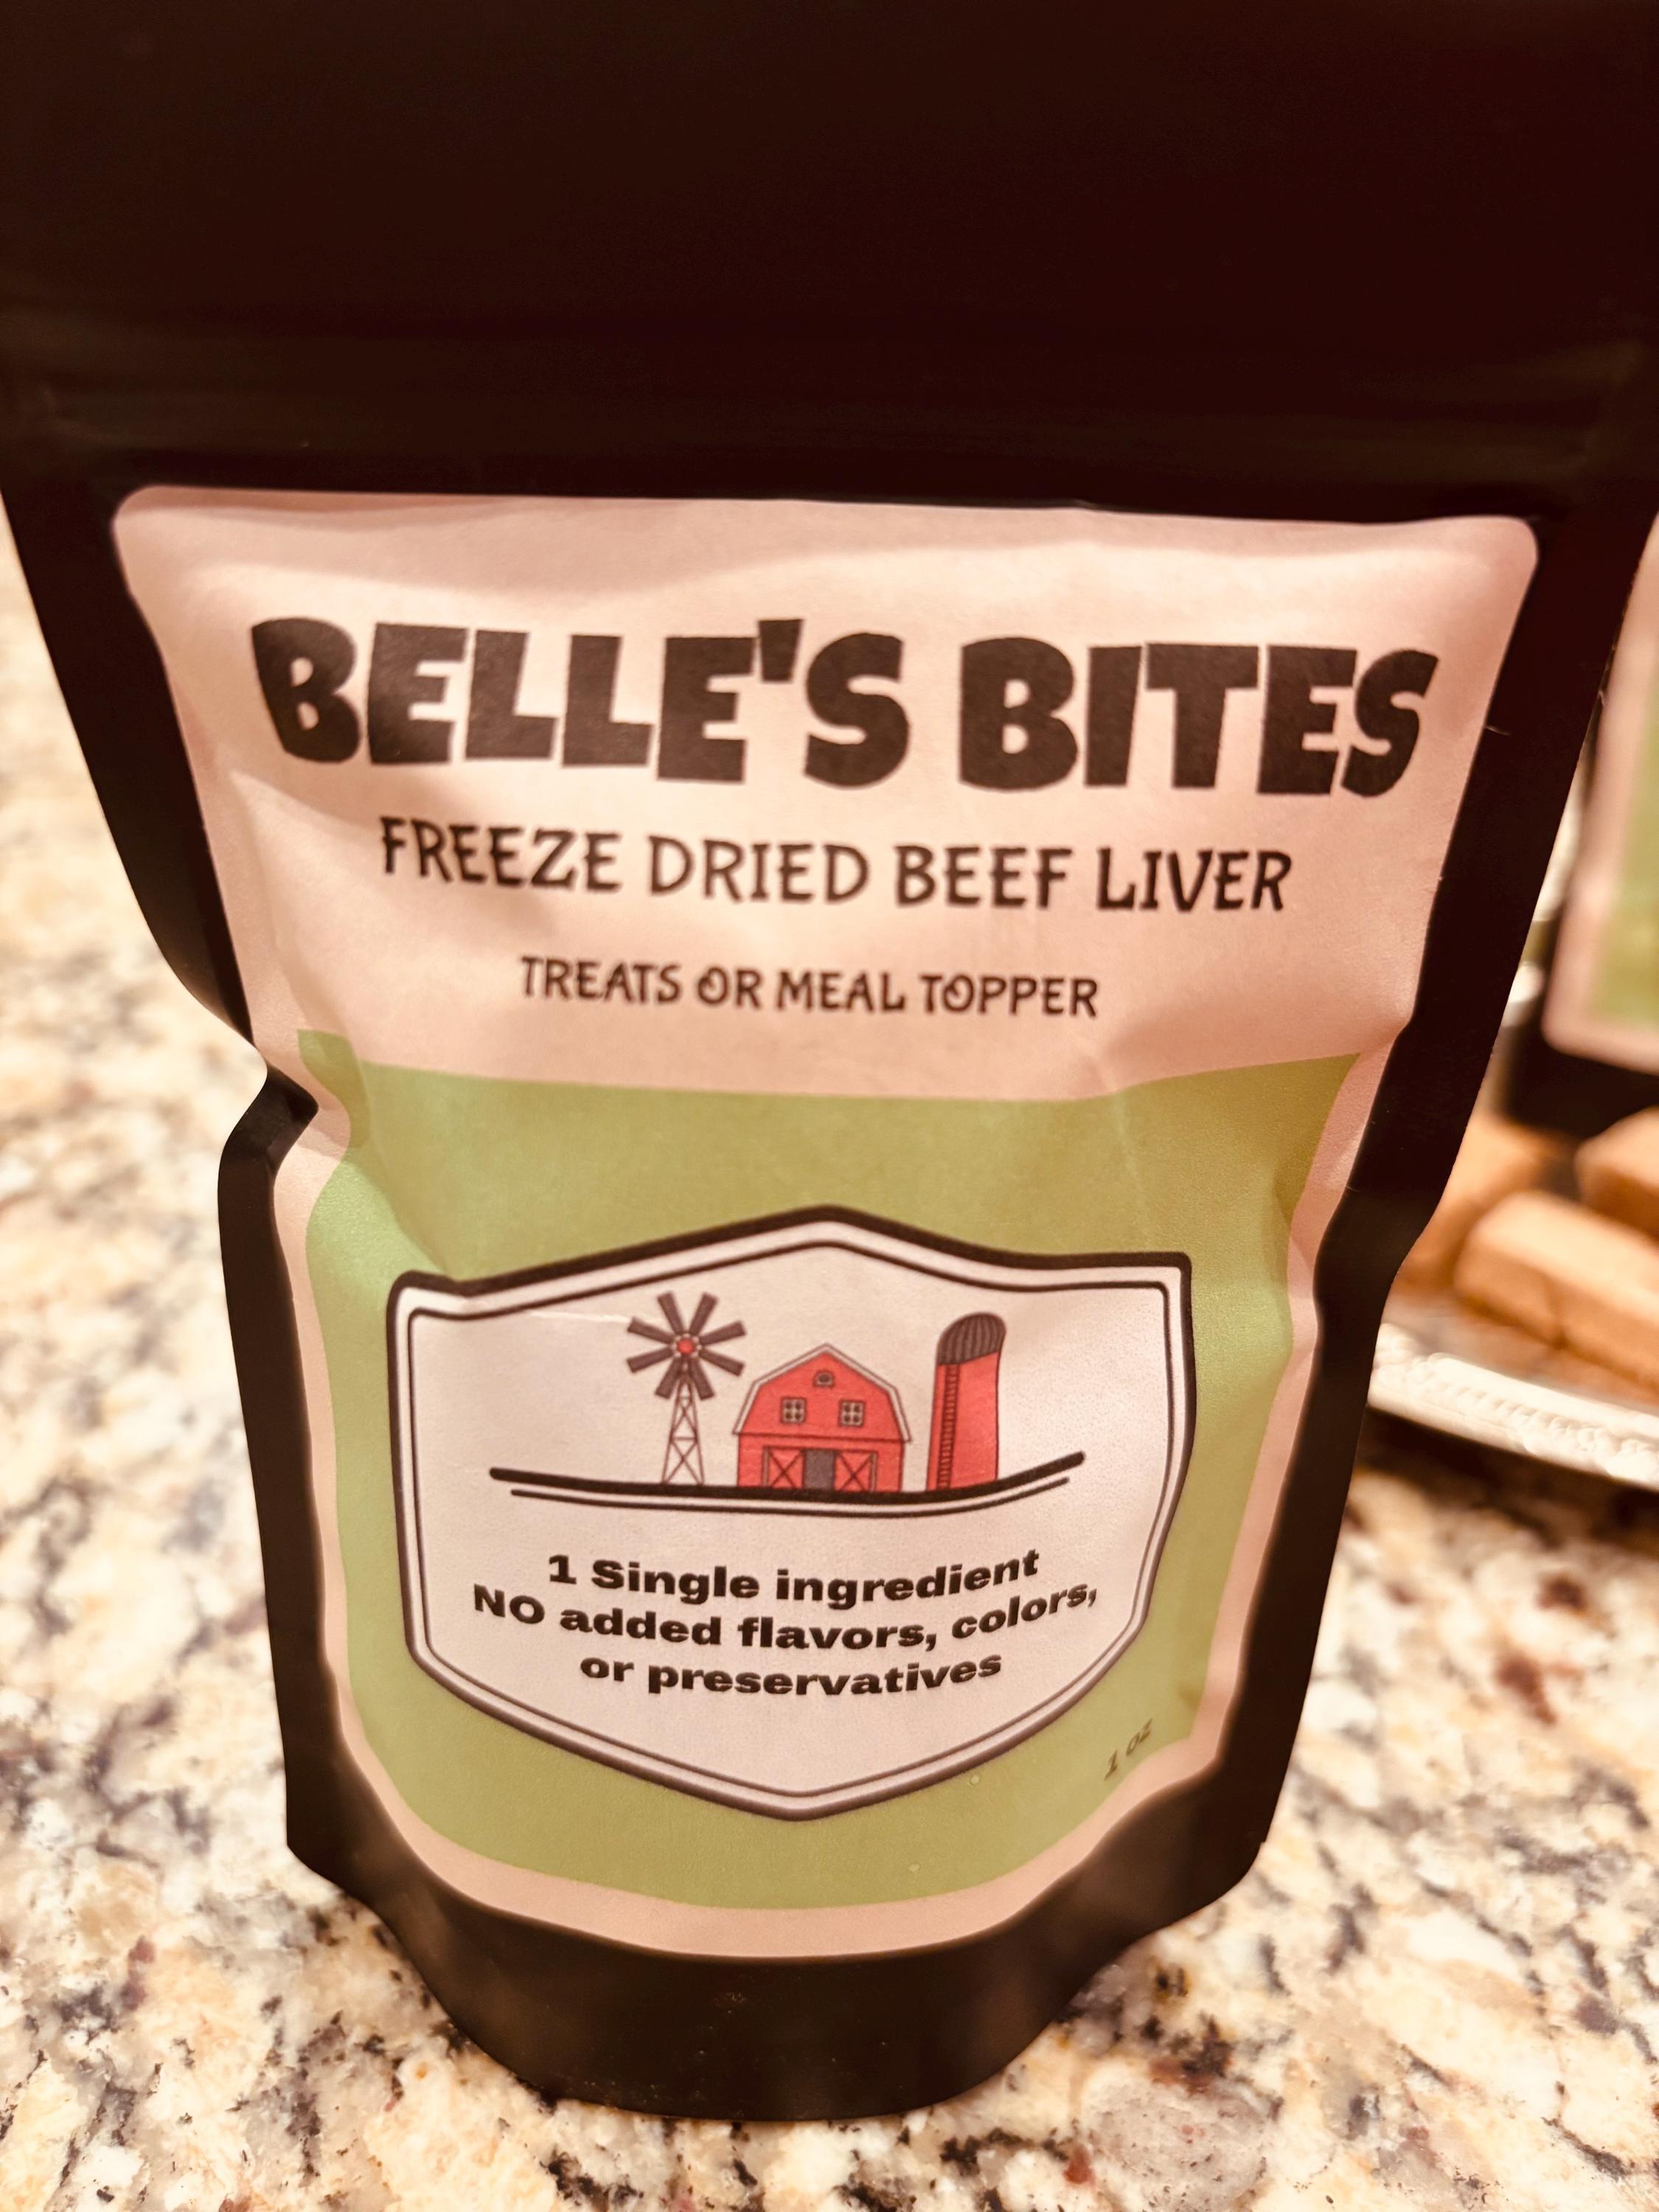 BELLE'S BITES
FREEZE DRIED BEEF LIVER
TREATS OR MEAL TOPPER
1 Single ingredient
NO added flavors, colors,
or preservatives
1 oz